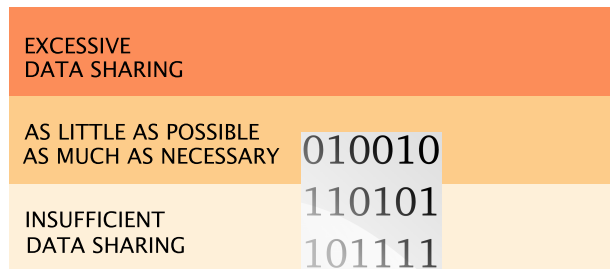 EXCESSIVE
DATA SHARING
AS LITTLE AS POSSIBLE
AS MUCH AS NECESSARY
010010
110101
101111
INSUFFICIENT
DATA SHARING